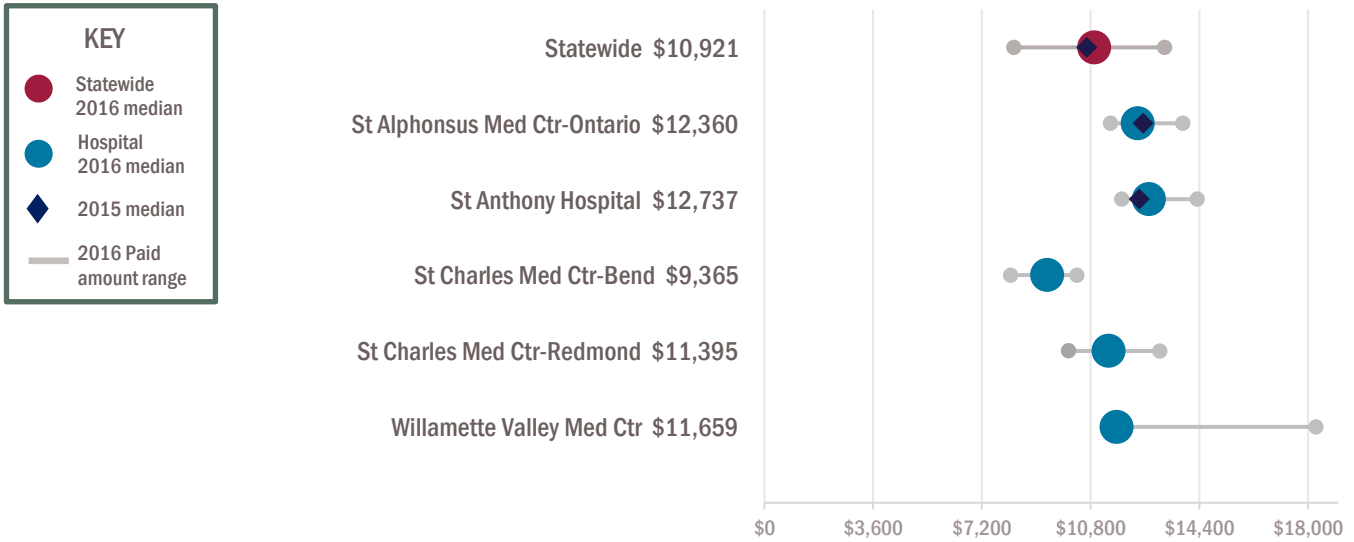 KEY
Statewide
2016 median
Hospital
2016 median
2015 median
2016 Paid
amount range
Statewide $10,921
St Alphonsus Med Ctr-Ontario $12,360
St Anthony Hospital $12,737
St Charles Med Ctr-Bend $9,365
St Charles Med Ctr-Redmond $11,395
Willamette Valley Med Ctr $11,659
$0 $3,600 $7,200 $10,800 $14,400 $18,000